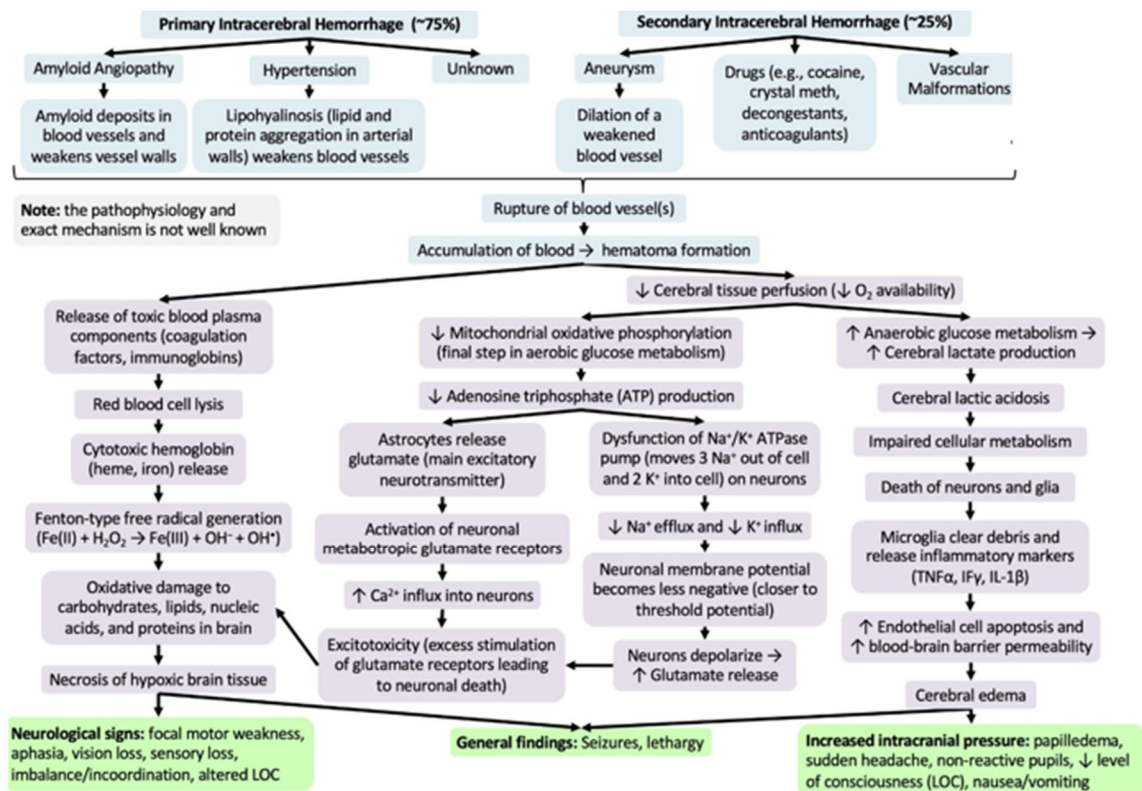 Primary Intracerebral Hemorrhage (~75%)
Secondary Intracerebral Hemorrhage (~25%)
Amyloid Angiopathy
Hypertension
Unknown
Aneurysm
Drugs (e.g., cocaine,
crystal meth,
decongestants,
anticoagulants)
Vascular
Malformations
Amyloid deposits in
blood vessels and
weakens vessel walls
Lipohyalinosis (lipid and
protein aggregation in arterial
walls) weakens blood vessels
Dilation of a
weakened
blood vessel
Note: the pathophysiology and
exact mechanism is not well known
Rupture of blood vessel(s)
Accumulation of blood → hematoma formation
↓ Cerebral tissue perfusion (↓ O₂ availability)
Release of toxic blood plasma
components (coagulation
factors, immunoglobins)
Red blood cell lysis
Cytotoxic hemoglobin
(heme, iron) release
Fenton-type free radical generation
(Fe(II) + H₂O₂ → Fe(III) + OH⁻ + OH•)
Oxidative damage to
carbohydrates, lipids, nucleic
acids, and proteins in brain
Necrosis of hypoxic brain tissue
↓ Mitochondrial oxidative phosphorylation
(final step in aerobic glucose metabolism)
↓ Adenosine triphosphate (ATP) production
Astrocytes release
glutamate (main excitatory
neurotransmitter)
Activation of neuronal
metabotropic glutamate receptors
↑ Ca²⁺ influx into neurons
Excitotoxicity (excess stimulation
of glutamate receptors leading
to neuronal death)
Dysfunction of Na⁺/K⁺ ATPase
pump (moves 3 Na⁺ out of cell
and 2 K⁺ into cell) on neurons
↓ Na⁺ efflux and ↓ K⁺ influx
Neuronal membrane potential
becomes less negative (closer to
threshold potential)
Neurons depolarize →
↑ Glutamate release
↑ Anaerobic glucose metabolism →
↑ Cerebral lactate production
Cerebral lactic acidosis
Impaired cellular metabolism
Death of neurons and glia
Microglia clear debris and
release inflammatory markers
(TNFα, IFγ, IL-1β)
↑ Endothelial cell apoptosis and
↑ blood-brain barrier permeability
Cerebral edema
Neurological signs: focal motor weakness,
aphasia, vision loss, sensory loss,
imbalance/incoordination, altered LOC
General findings: Seizures, lethargy
Increased intracranial pressure: papilledema,
sudden headache, non-reactive pupils, ↓ level
of consciousness (LOC), nausea/vomiting